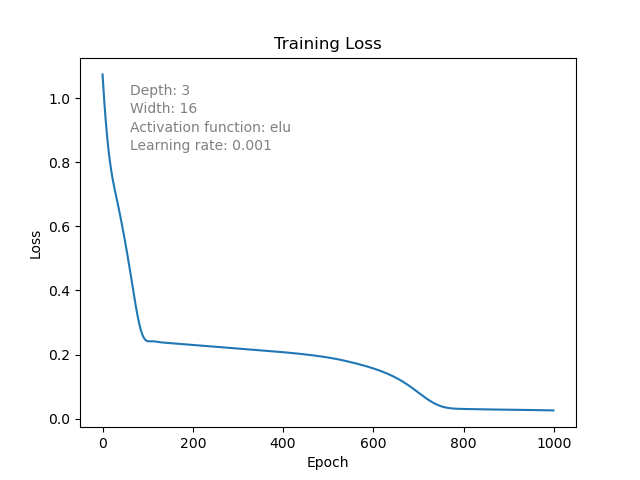 Training Loss
Depth: 3
Width: 16
Activation function: elu
Learning rate: 0.001
1.0
0.8
0.6
0.4
0.2
0.0
Loss
0 200 400 600 800 1000
Epoch